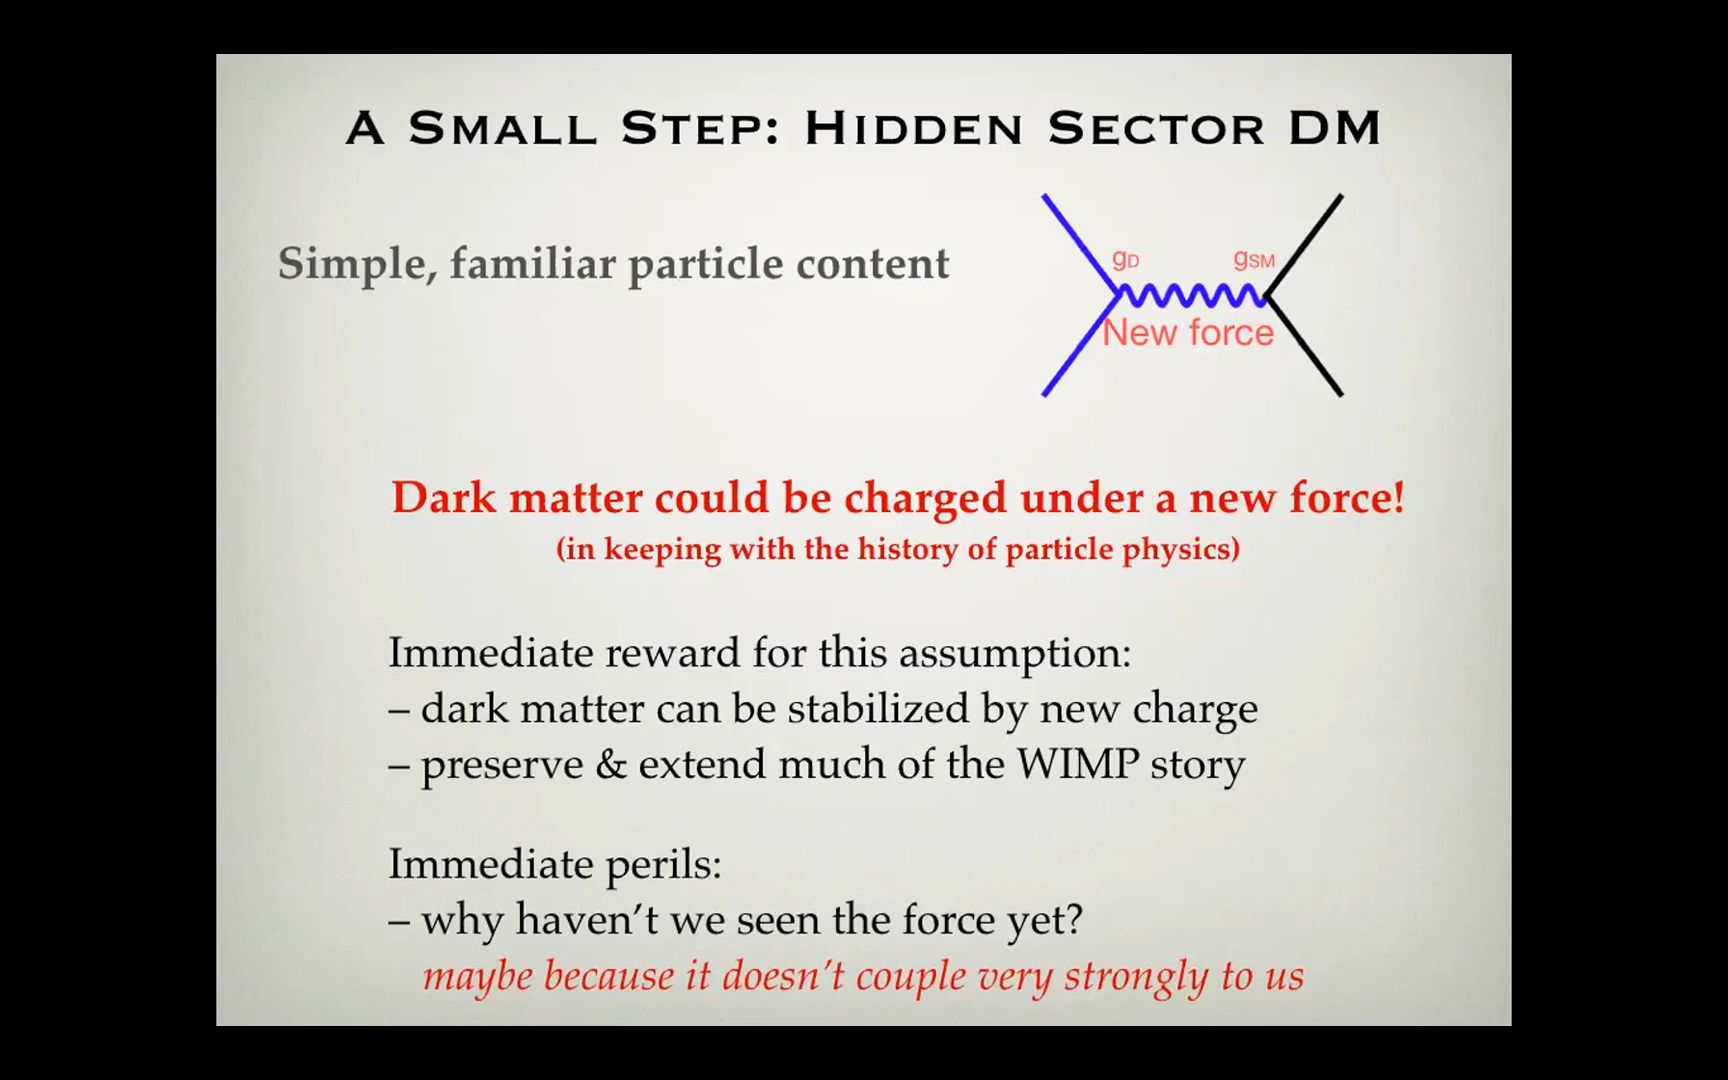 A Small Step: Hidden Sector DM
Simple, familiar particle content
gD
gSM
New force
Dark matter could be charged under a new force!
(in keeping with the history of particle physics)
Immediate reward for this assumption:
– dark matter can be stabilized by new charge
– preserve & extend much of the WIMP story
Immediate perils:
– why haven’t we seen the force yet?
maybe because it doesn’t couple very strongly to us